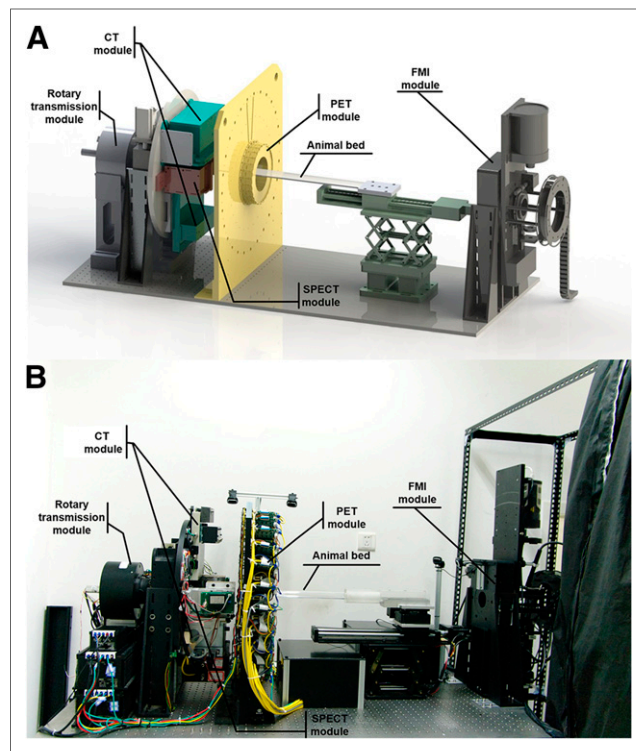 A
CT
module
FMI
module
Rotary
transmission
module
PET
module
Animal bed
SPECT
module
B
CT
module
FMI
module
Rotary
transmission
module
PET
module
Animal bed
SPECT
module